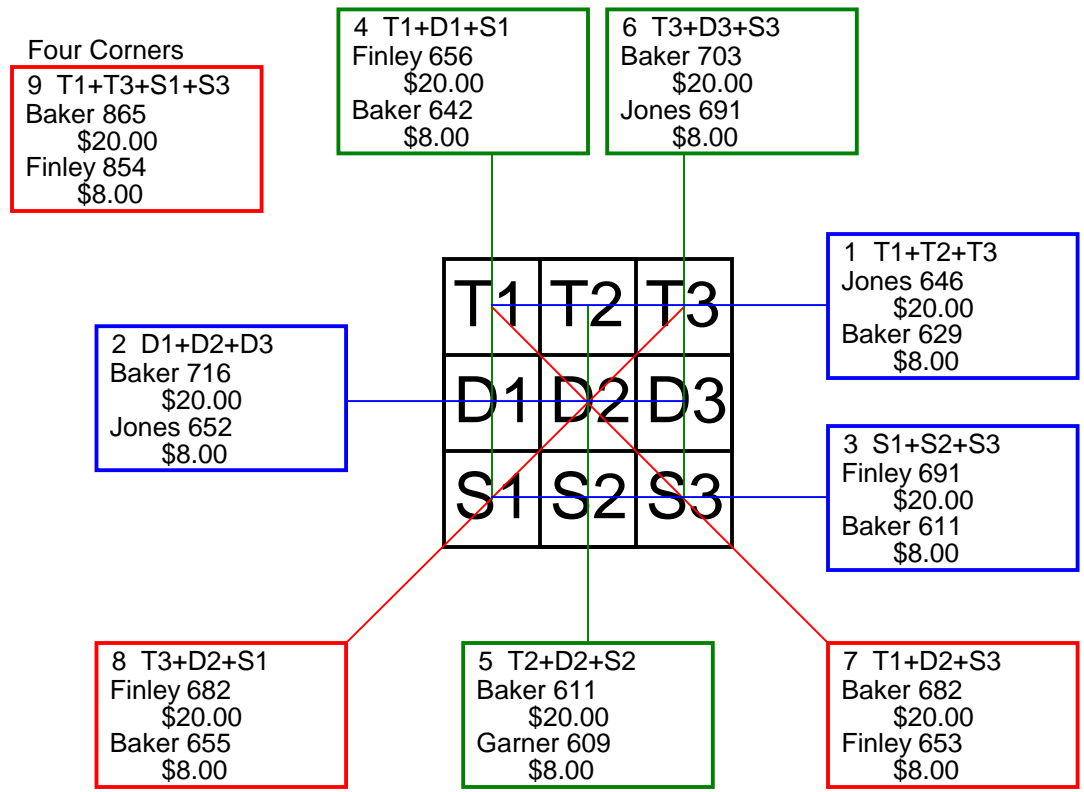 4  T1+D1+S1
Finley 656
$20.00
Baker 642
$8.00
6  T3+D3+S3
Baker 703
$20.00
Jones 691
$8.00
Four Corners
9  T1+T3+S1+S3
Baker 865
$20.00
Finley 854
$8.00
1  T1+T2+T3
Jones 646
$20.00
Baker 629
$8.00
T1 T2 T3
D1 D2 D3
S1 S2 S3
2  D1+D2+D3
Baker 716
$20.00
Jones 652
$8.00
3  S1+S2+S3
Finley 691
$20.00
Baker 611
$8.00
8  T3+D2+S1
Finley 682
$20.00
Baker 655
$8.00
5  T2+D2+S2
Baker 611
$20.00
Garner 609
$8.00
7  T1+D2+S3
Baker 682
$20.00
Finley 653
$8.00